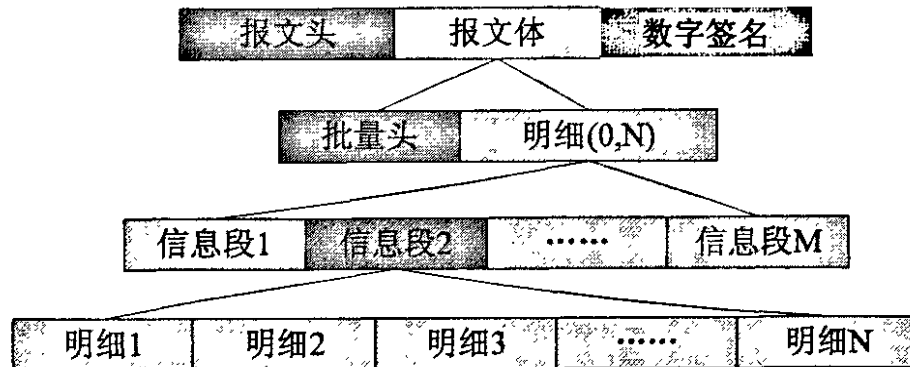 报文头 报文体 数字签名
批量头 明细(0,N)
信息段1 信息段2 …… 信息段M
明细1 明细2 明细3 …… 明细N